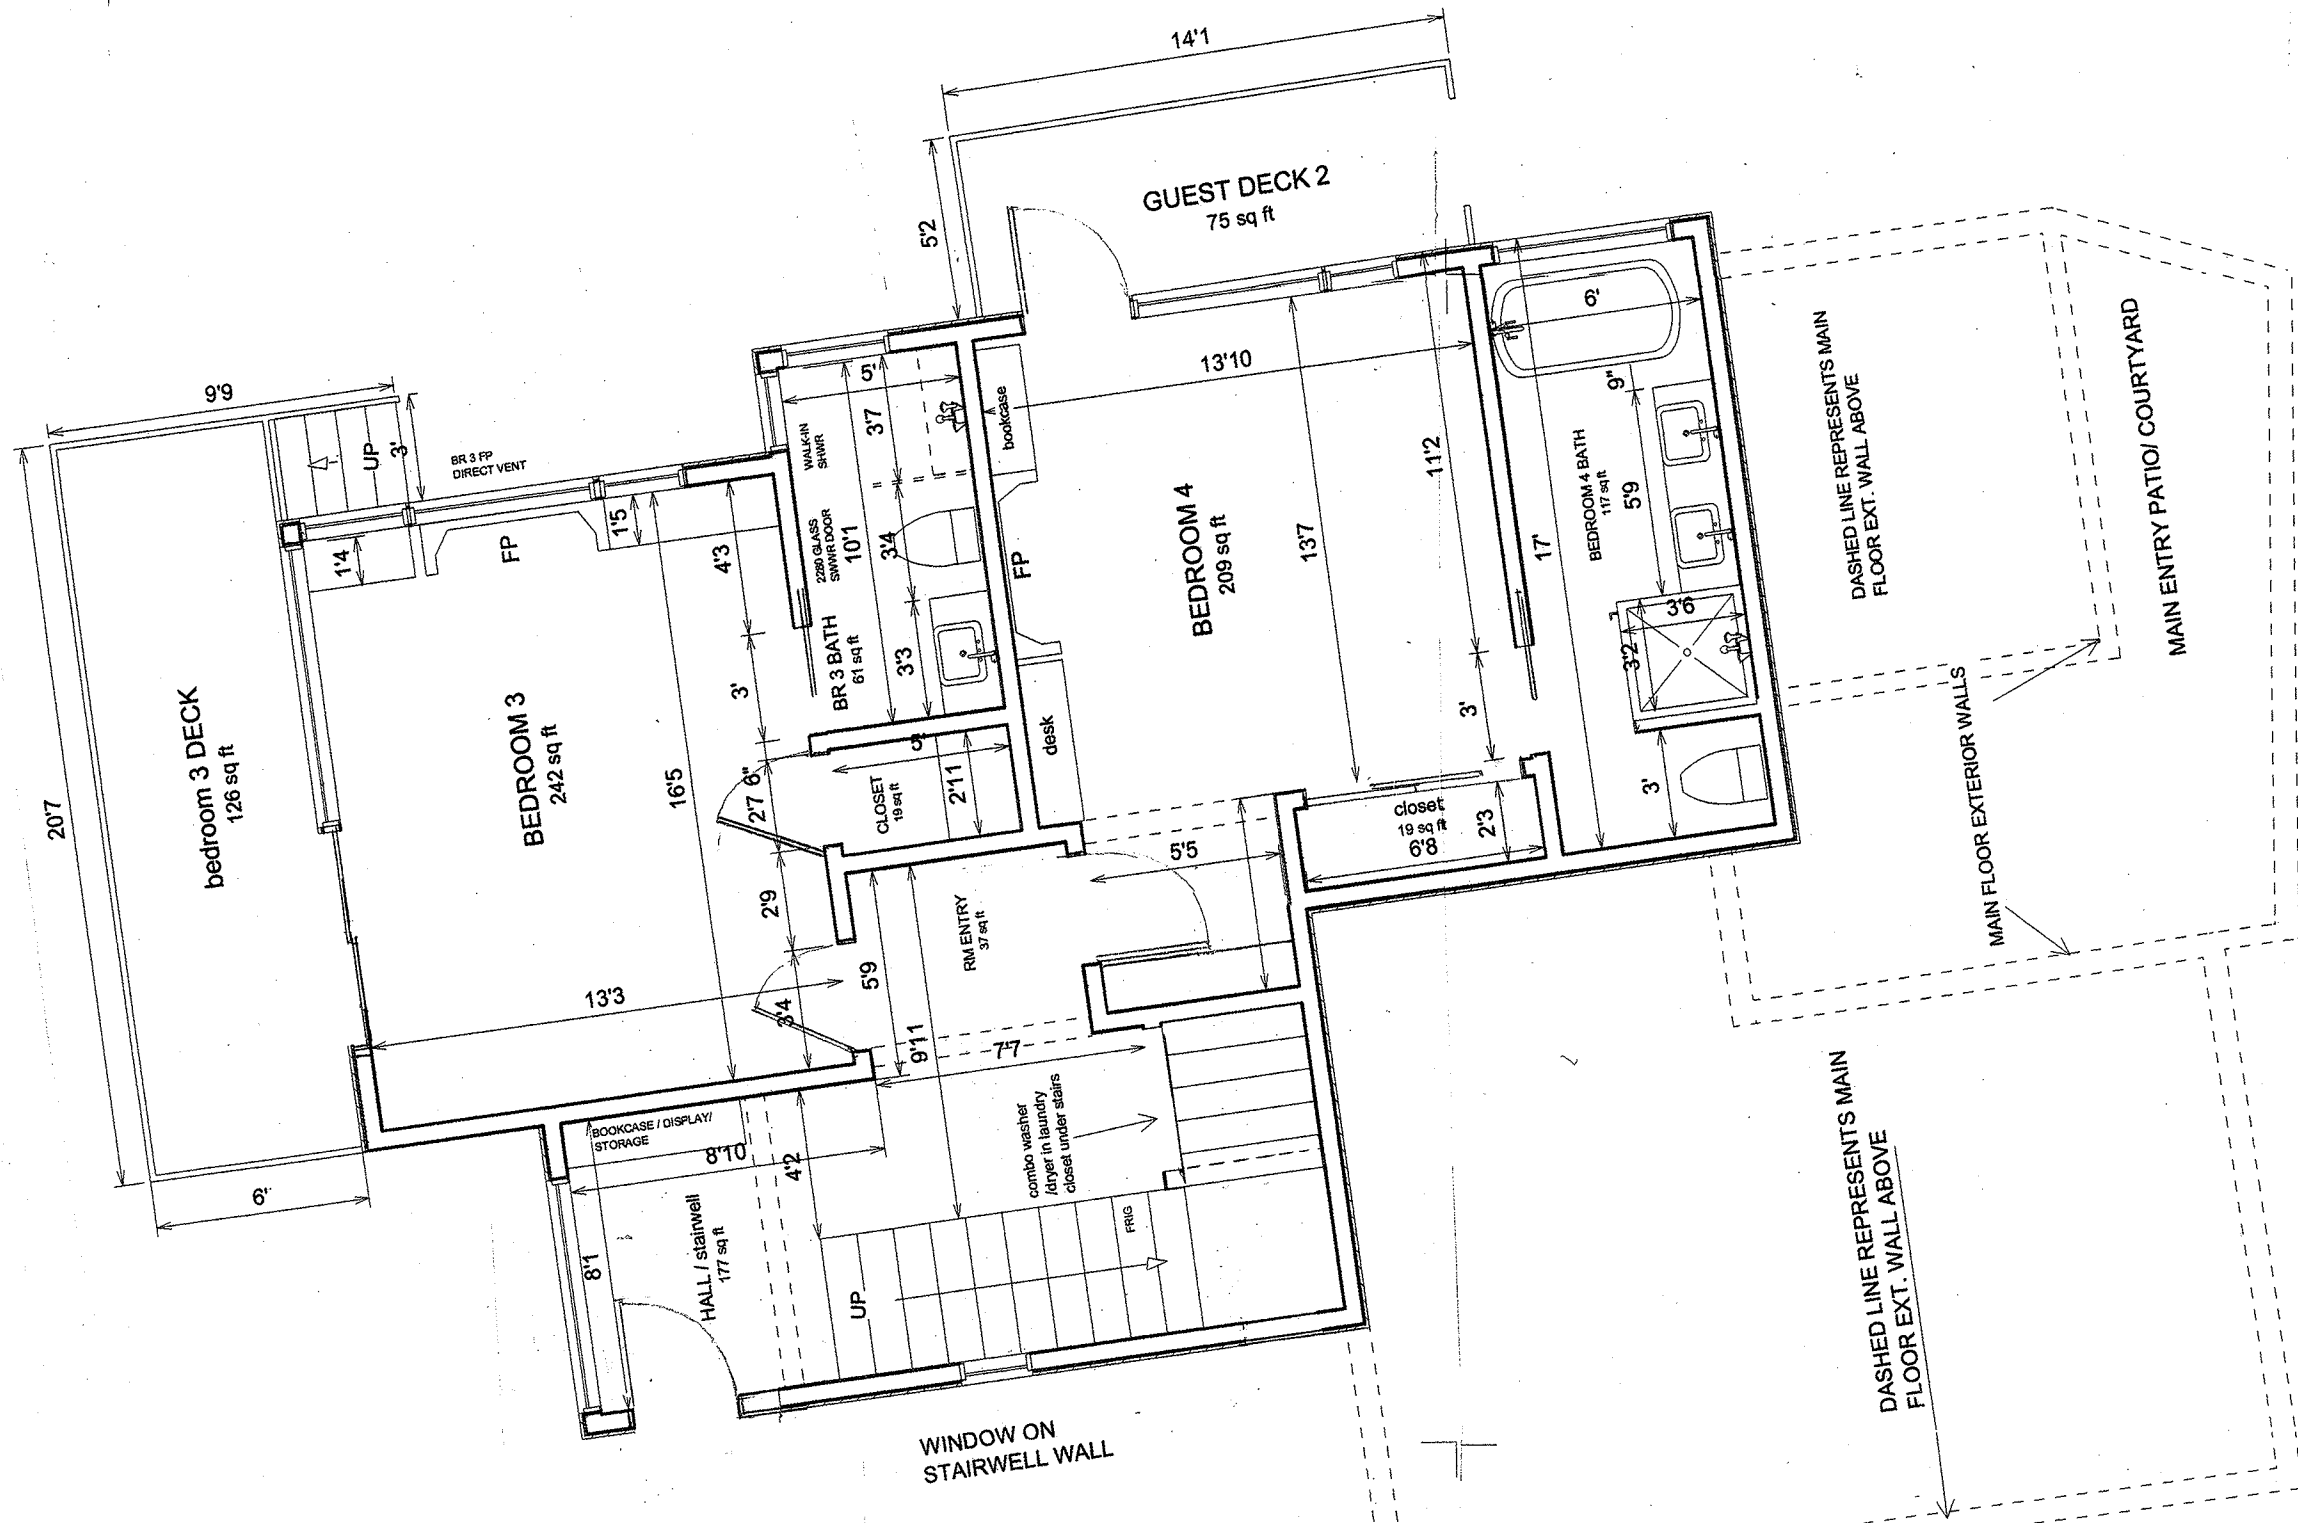 14'1
GUEST DECK 2
75 sq ft
5'2
9'9
UP
3'
BR 3 FP
DIRECT VENT
FP
1'4
1'5
4'3
5'
3'7
WALK-IN
SHWR
2280 GLASS
SWWR DOOR
10'1
3'4
bookcase
13'10
6'
9"
11'2
5'9
BEDROOM 4 BATH
117 sq ft
17'
DASHED LINE REPRESENTS MAIN
FLOOR EXT. WALL ABOVE
MAIN ENTRY PATIO/ COURTYARD
MAIN FLOOR EXTERIOR WALLS
bedroom 3 DECK
126 sq ft
20'7
BEDROOM 3
242 sq ft
16'5
3'
BR 3 BATH
61 sq ft
3'3
FP
BEDROOM 4
209 sq ft
13'7
3'6
3'2
3'
3'
desk
6"
2'7
5'
CLOSET
19 sq ft
2'11
closet
19 sq ft
2'3
6'8
5'5
2'9
RM ENTRY
37 sq ft
5'9
13'3
3'4
9'11
7'7
6'
BOOKCASE / DISPLAY/
STORAGE
8'10
4'2
combo washer
/dryer in laundry
closet under stairs
HALL / stairwell
177 sq ft
8'1
FRIG
UP
WINDOW ON
STAIRWELL WALL
DASHED LINE REPRESENTS MAIN
FLOOR EXT. WALL ABOVE